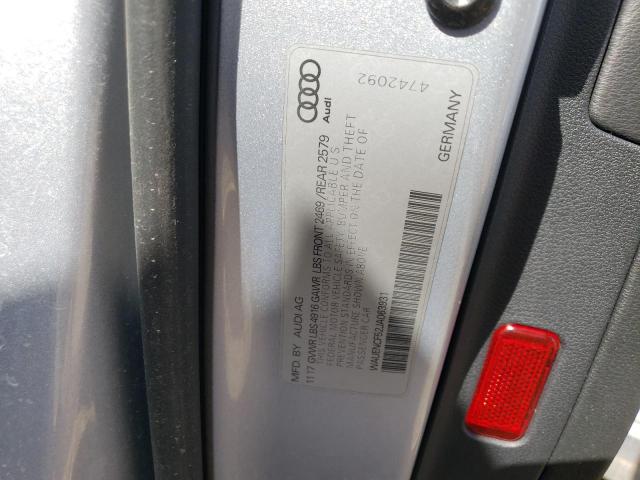 4742092
Audi
MFD. BY AUDI AG
11 17 GVWR LBS 4916 GAWR LBS FRONT 2469 / REAR 2579
THIS VEHICLE CONFORMS TO ALL APPLICABLE U.S.
FEDERAL MOTOR VEHICLE SAFETY, BUMPER AND THEFT
PREVENTION STANDARDS IN EFFECT ON THE DATE OF
MANUFACTURE SHOWN ABOVE
PASSENGER CAR
WAUENCF52JA063931
GERMANY